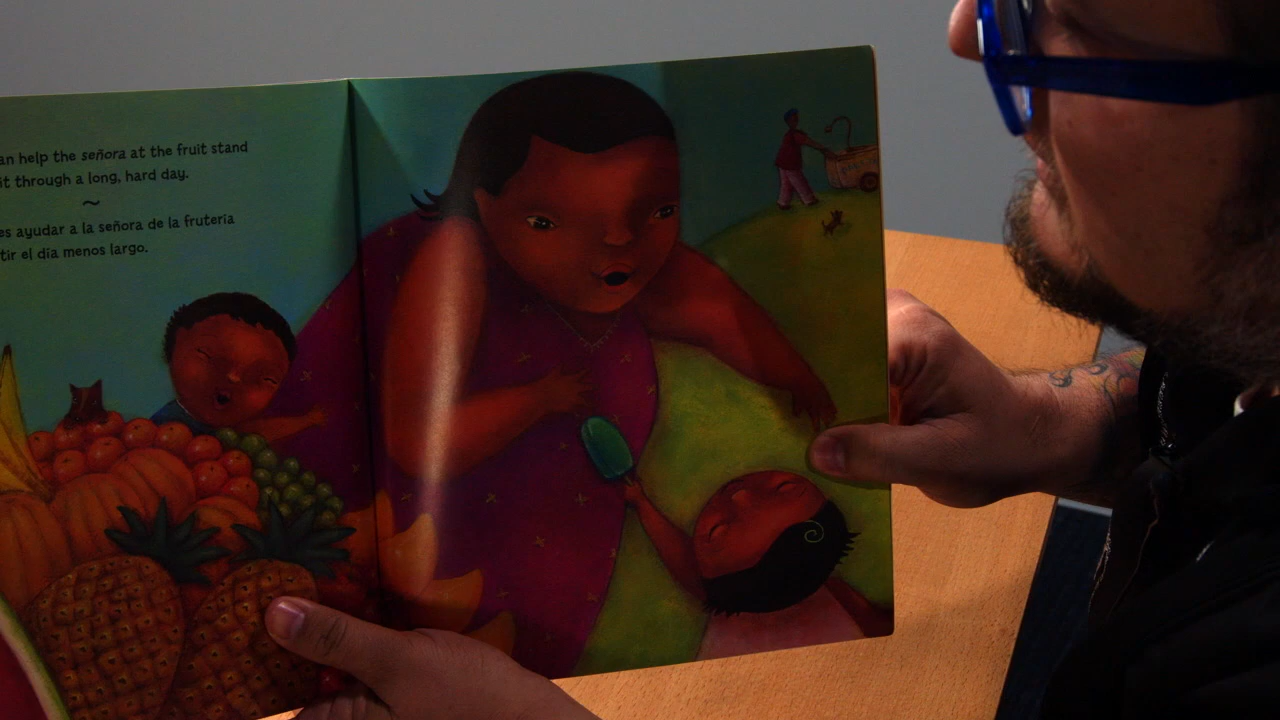 an help the señora at the fruit stand
it through a long, hard day.
~
es ayudar a la señora de la frutería
tir el día menos largo.